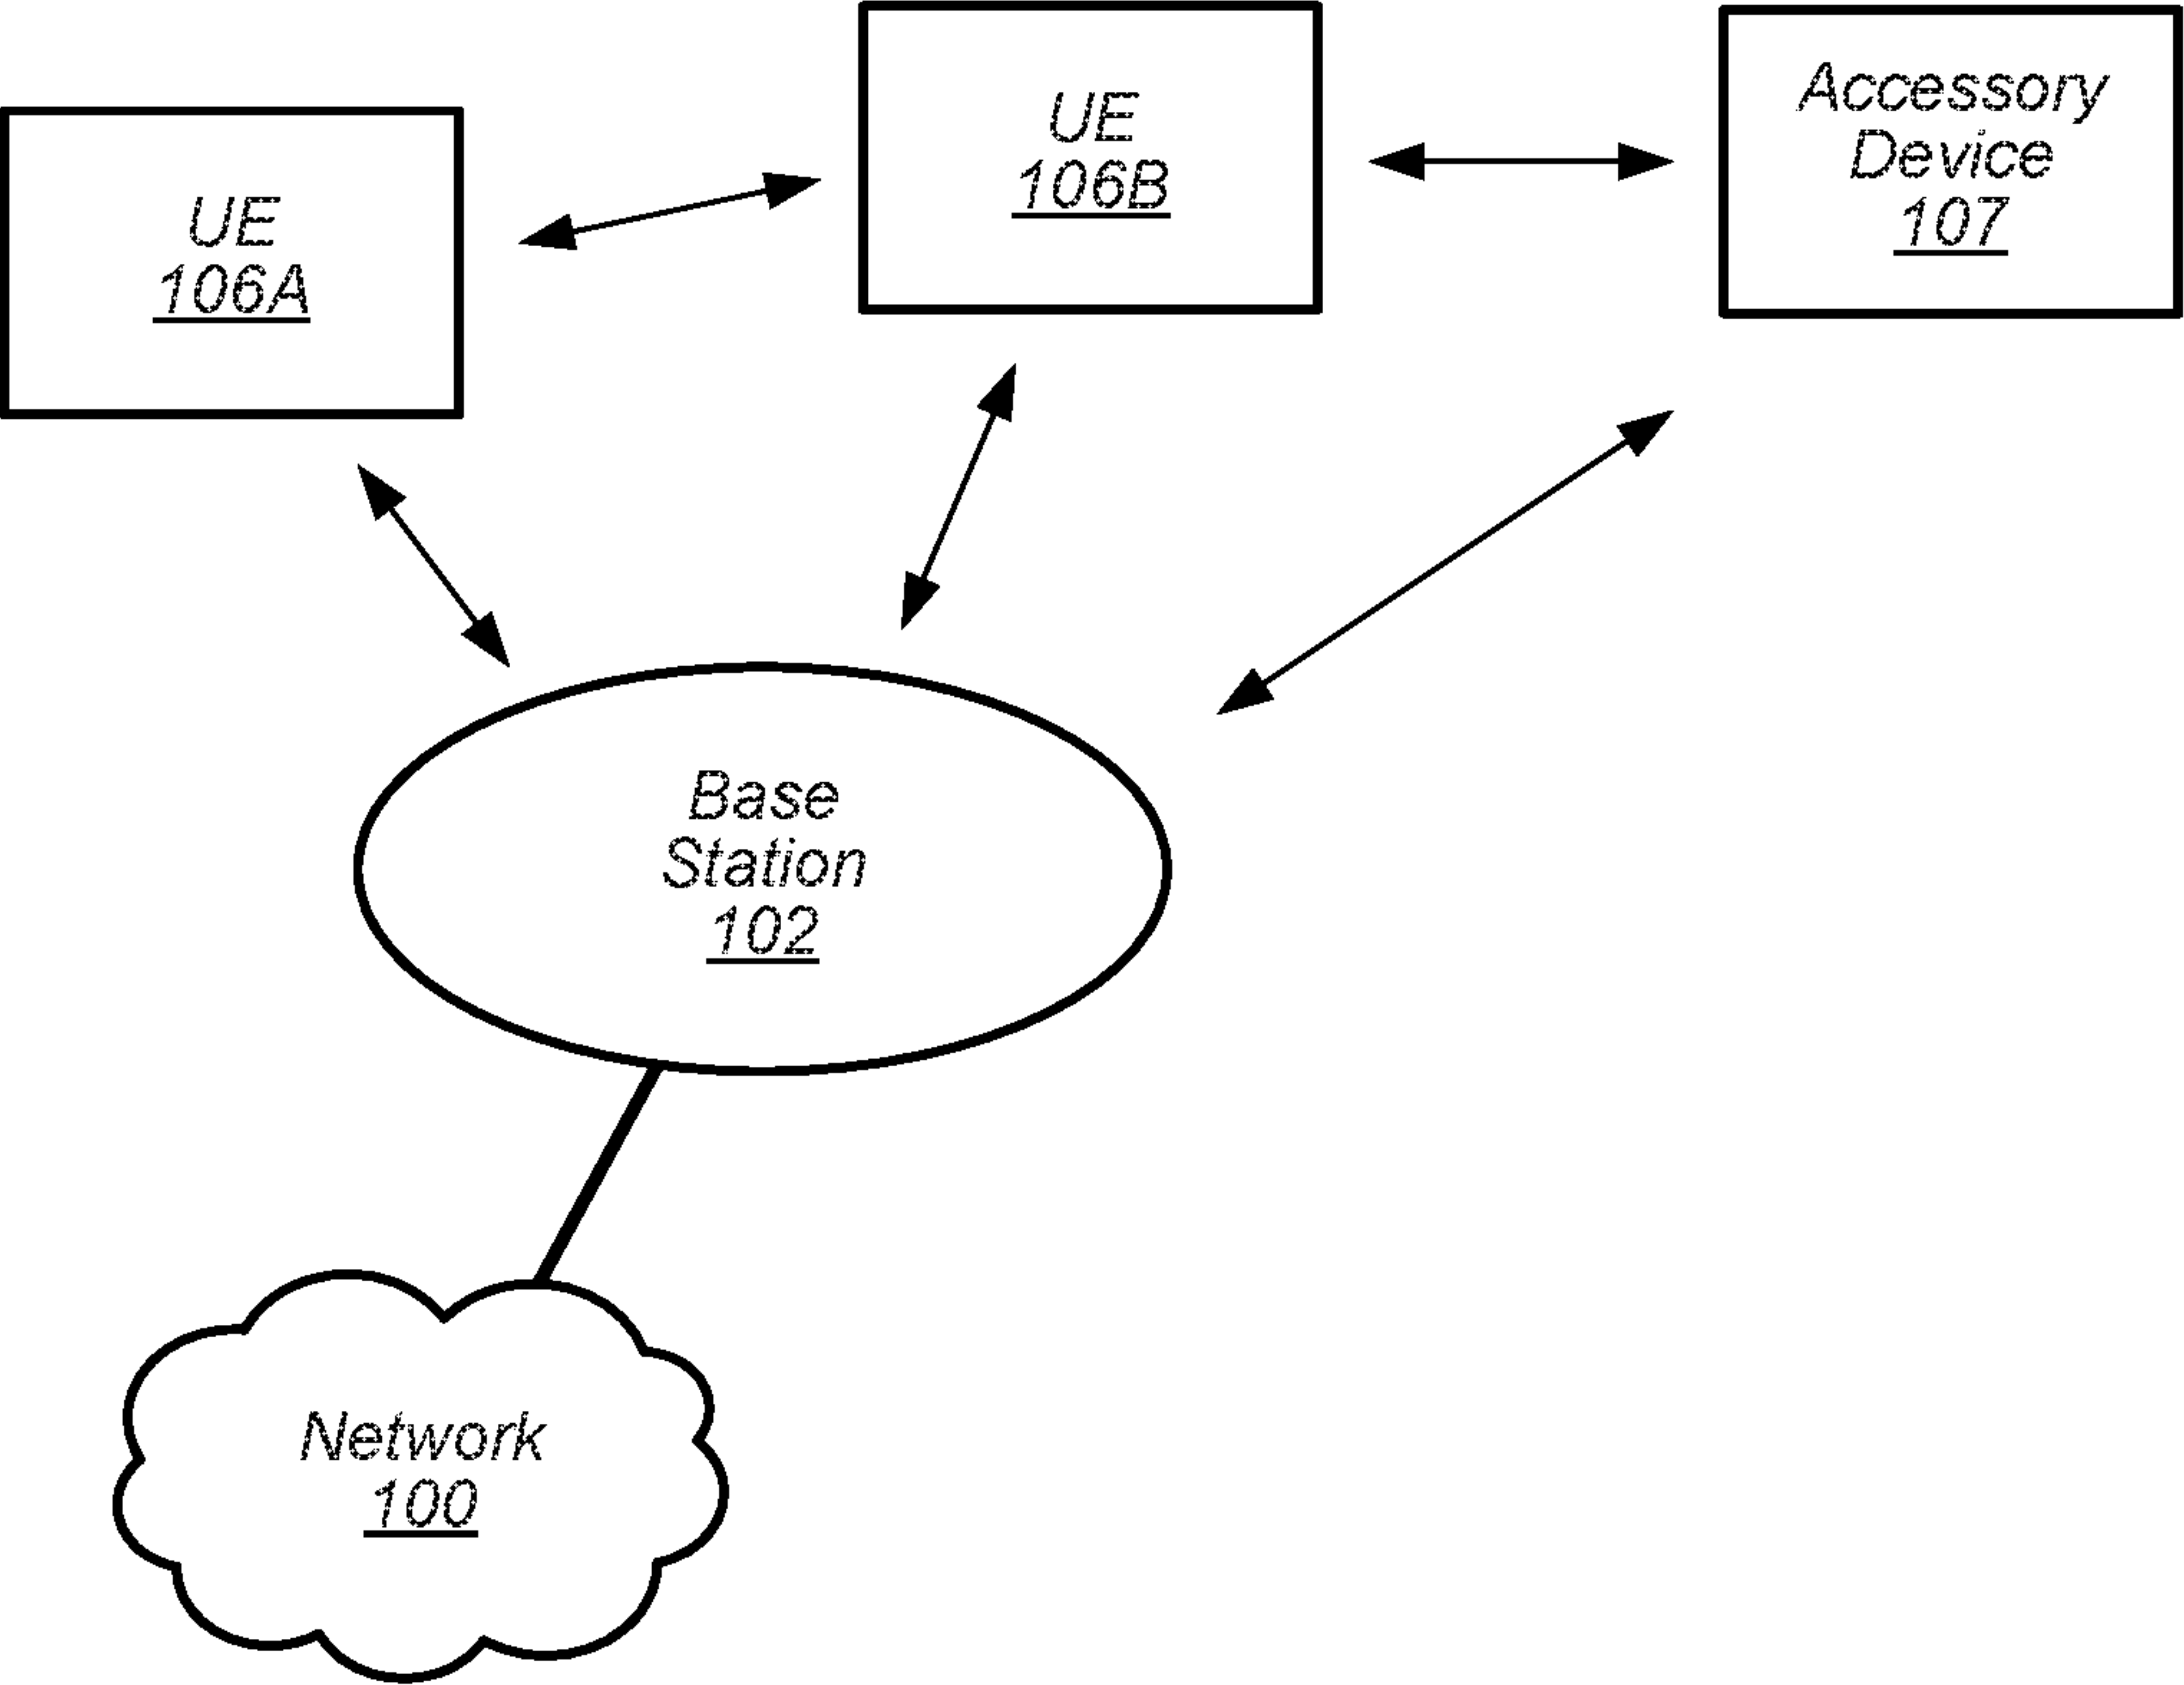 UE
106A
UE
106B
Accessory
Device
107
Base
Station
102
Network
100